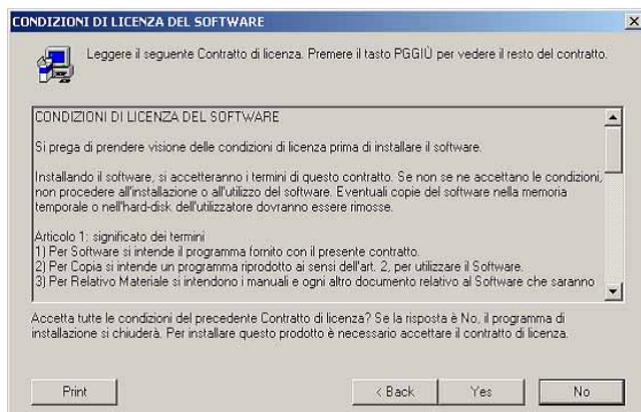 CONDIZIONI DI LICENZA DEL SOFTWARE
Leggere il seguente Contratto di licenza. Premere il tasto PGGIÙ per vedere il resto del contratto.
CONDIZIONI DI LICENZA DEL SOFTWARE
Si prega di prendere visione delle condizioni di licenza prima di installare il software.
Installando il software, si accetteranno i termini di questo contratto. Se non se ne accettano le condizioni,
non procedere all'installazione o all'utilizzo del software. Eventuali copie del software nella memoria
temporale o nell'hard-disk dell'utilizzatore dovranno essere rimosse.
Articolo 1: significato dei termini
1) Per Software si intende il programma fornito con il presente contratto.
2) Per Copia si intende un programma riprodotto ai sensi dell'art. 2, per utilizzare il Software.
3) Per Relativo Materiale si intendono i manuali e ogni altro documento relativo al Software che saranno
Accetta tutte le condizioni del precedente Contratto di licenza? Se la risposta è No, il programma di
installazione si chiuderà. Per installare questo prodotto è necessario accettare il contratto di licenza.
Print
< Back
Yes
No